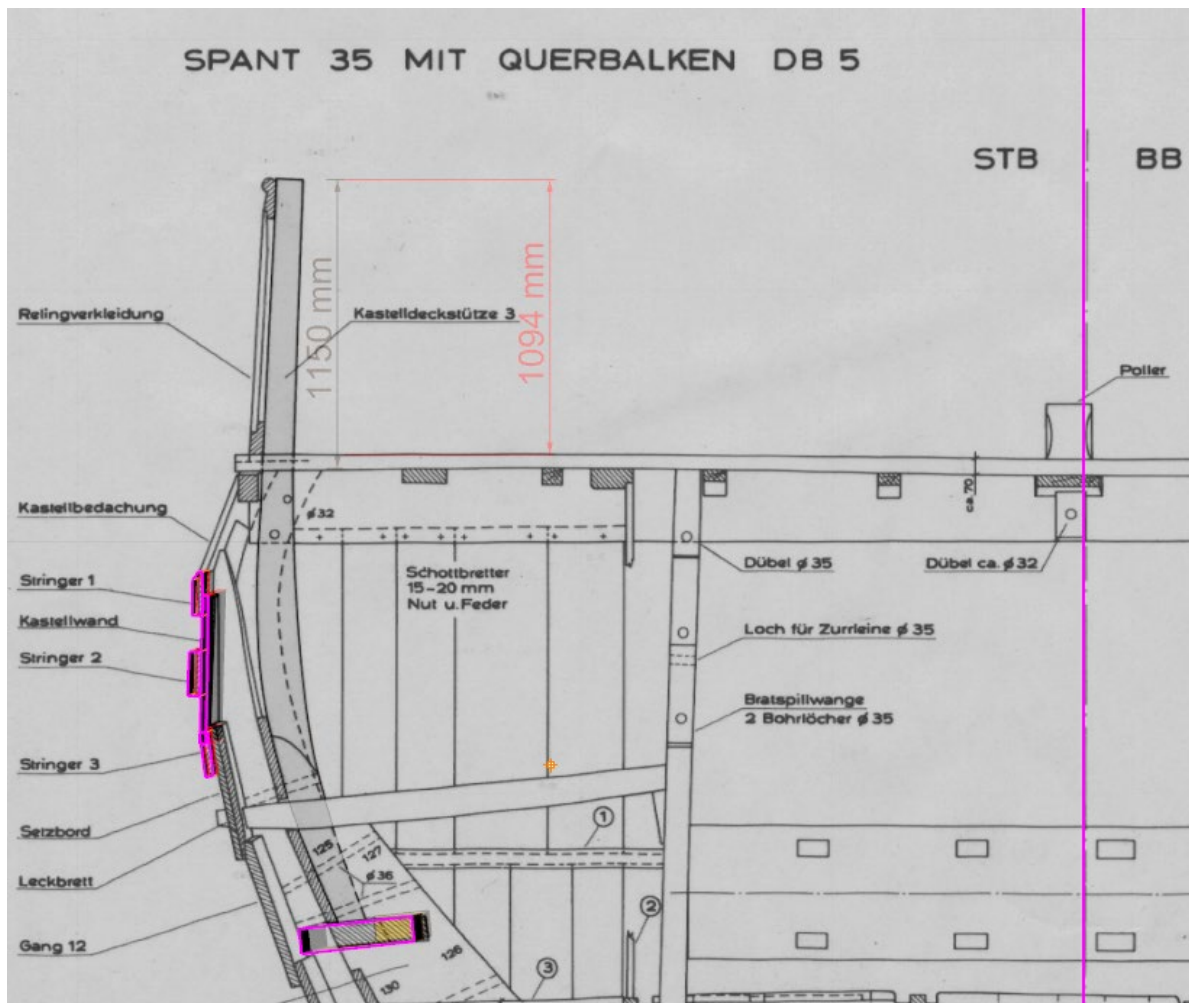 SPANT 35 MIT QUERBALKEN DB 5
STB
BB
1150 mm
1094 mm
Relingverkleidung
Kastelldeckstütze 3
Poller
Kastellbedachung
ø32
ca. 70
Stringer 1
Schottbretter
15-20 mm
Nut u. Feder
Dübel ø 35
Dübel ca. ø 32
Kastellwand
Loch für Zurrleine ø 35
Stringer 2
Bratspillwange
2 Bohrlöcher ø 35
Stringer 3
Setzbord
1
125
127
Leckbrett
ø 36
2
Gang 12
126
3
130